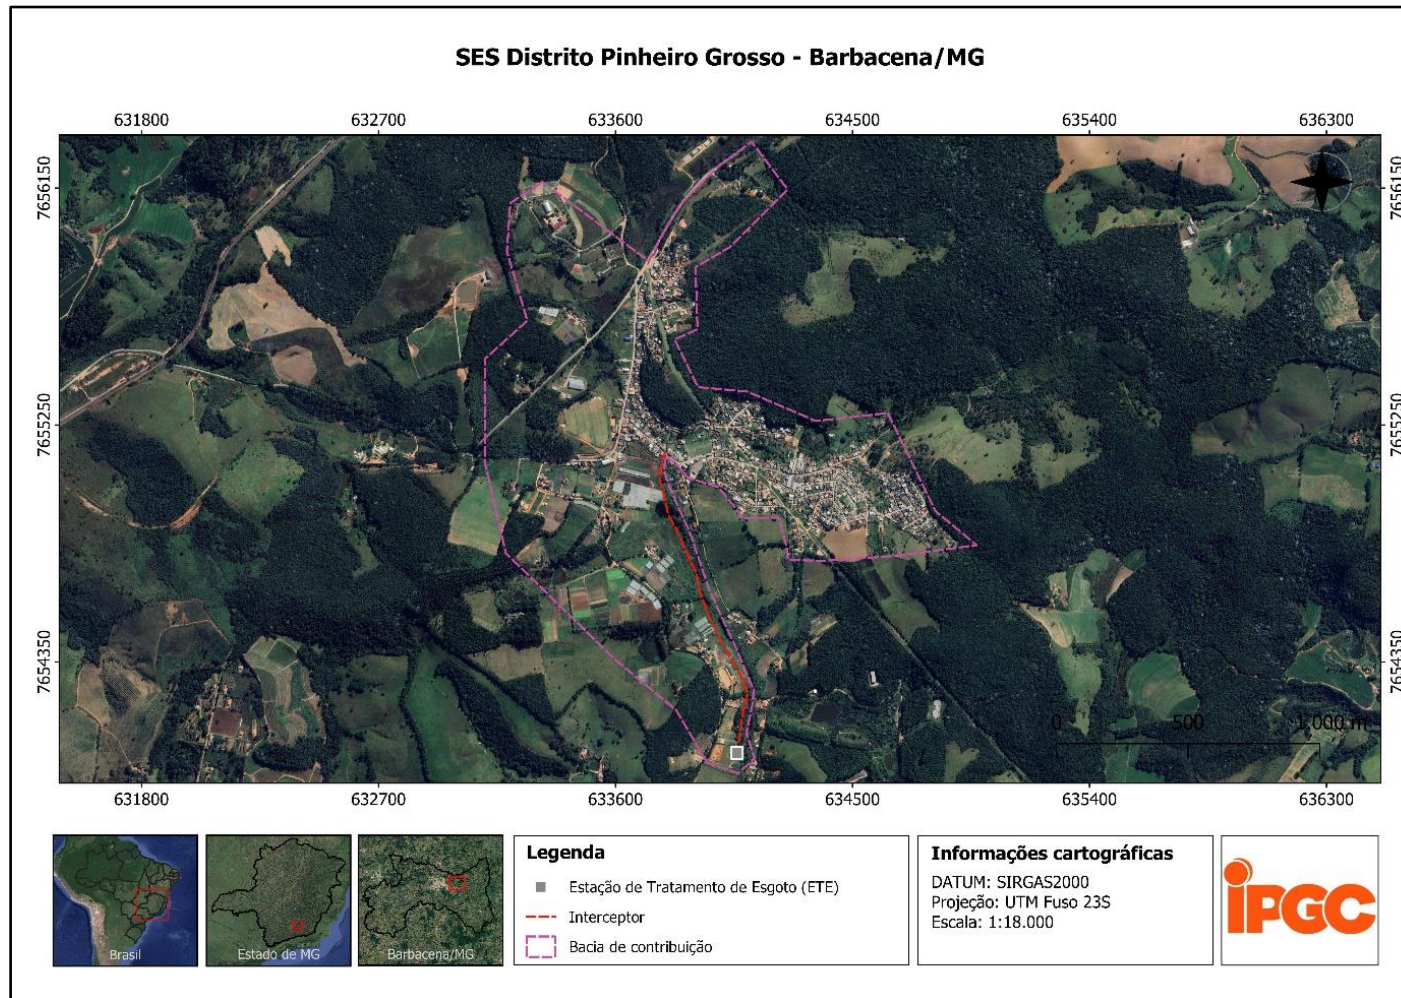 SES Distrito Pinheiro Grosso - Barbacena/MG
631800 632700 633600 634500 635400 636300
7656150 7656150
7655250 7655250
7654350 7654350
0 500 1.000 m
631800 632700 633600 634500 635400 636300
Brasil
Estado de MG
Barbacena/MG
Legenda
Estação de Tratamento de Esgoto (ETE)
Interceptor
Bacia de contribuição
Informações cartográficas
DATUM: SIRGAS2000
Projeção: UTM Fuso 23S
Escala: 1:18.000
iPGC